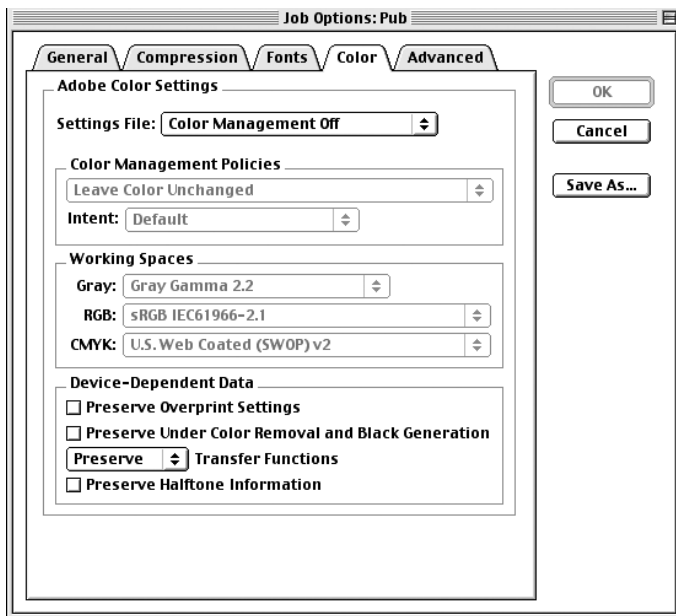 Job Options: Pub
General Compression Fonts Color Advanced
Adobe Color Settings
Settings File: Color Management Off
Color Management Policies
Leave Color Unchanged
Intent: Default
Working Spaces
Gray: Gray Gamma 2.2
RGB: sRGB IEC61966-2.1
CMYK: U.S. Web Coated (SWOP) v2
Device-Dependent Data
Preserve Overprint Settings
Preserve Under Color Removal and Black Generation
Preserve Transfer Functions
Preserve Halftone Information
OK
Cancel
Save As...